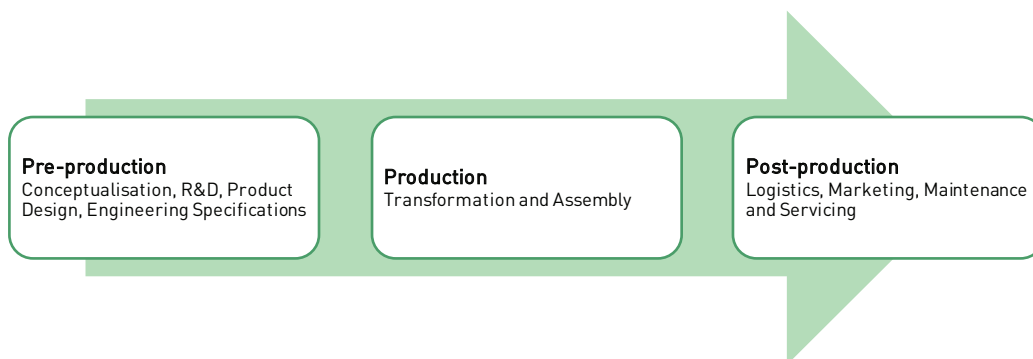 Pre-production
Conceptualisation, R&D, Product
Design, Engineering Specifications
Production
Transformation and Assembly
Post-production
Logistics, Marketing, Maintenance
and Servicing